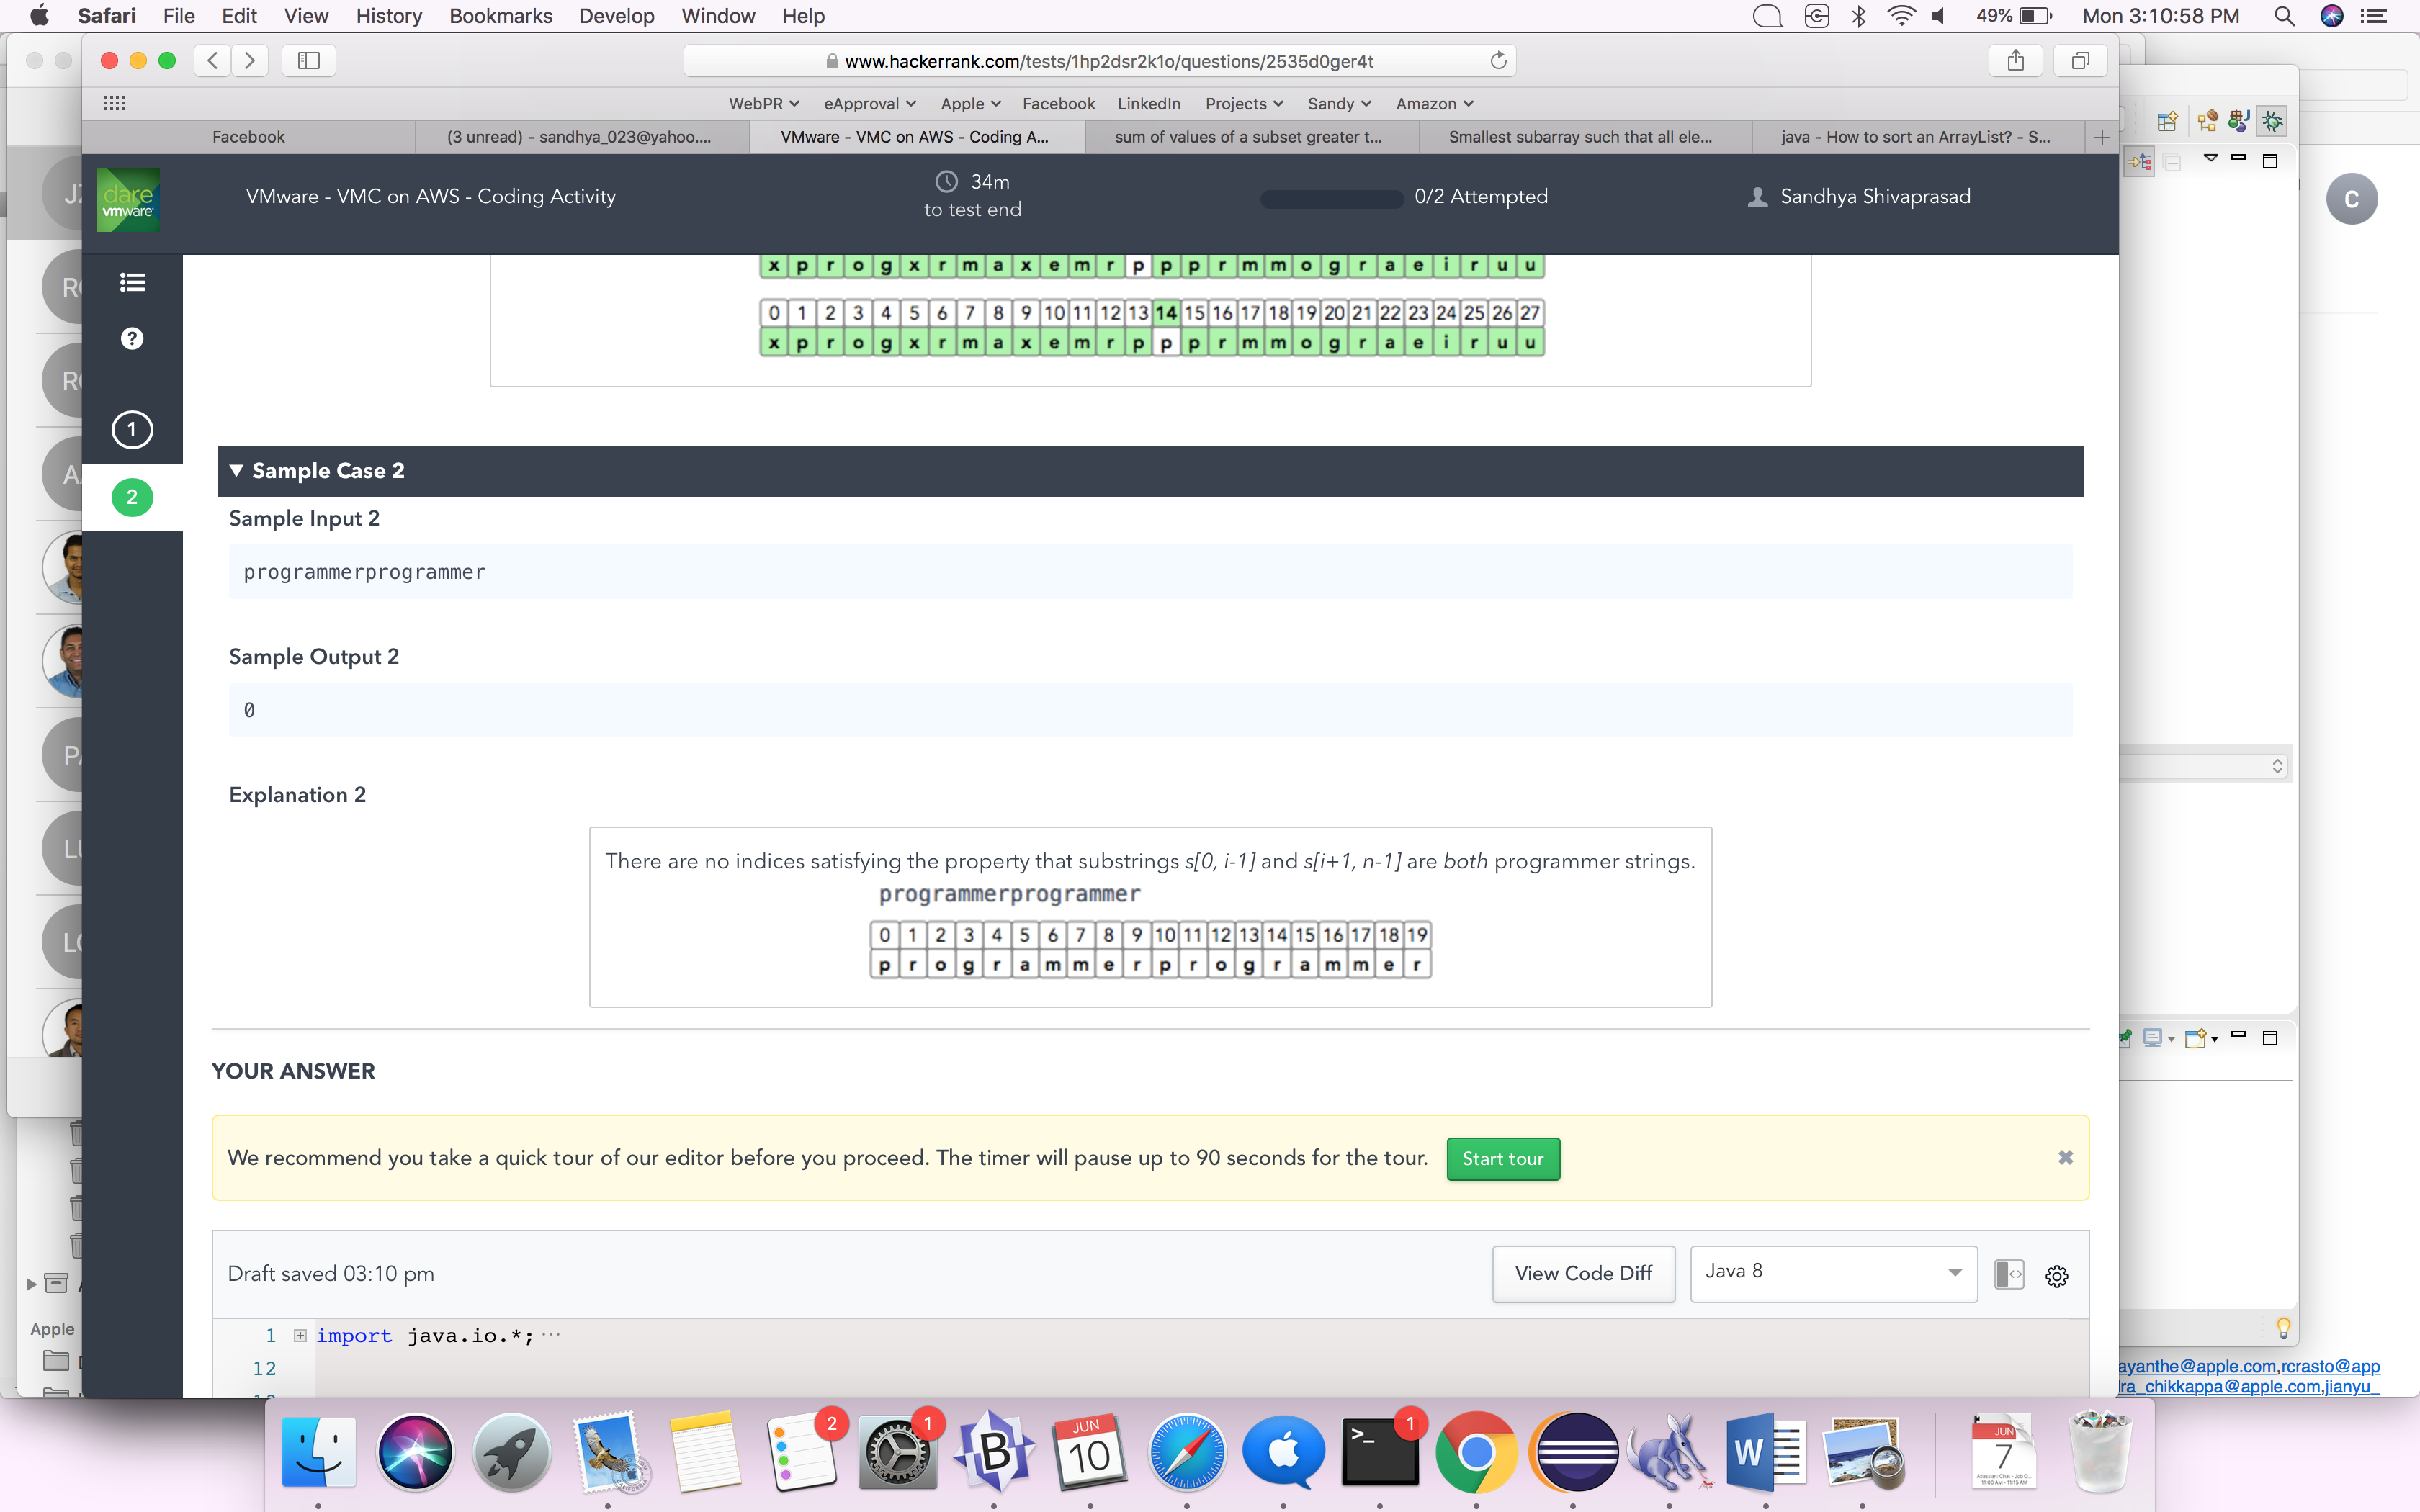 Safari File Edit View History Bookmarks Develop Window Help 49% Mon 3:10:58 PM
www.hackerrank.com/tests/1hp2dsr2k1o/questions/2535d0ger4t
WebPR eApproval Apple Facebook LinkedIn Projects Sandy Amazon
Facebook (3 unread) - sandhya_023@yahoo.... VMware - VMC on AWS - Coding A... sum of values of a subset greater t... Smallest subarray such that all ele... java - How to sort an ArrayList? - S...
dare
vmware
VMware - VMC on AWS - Coding Activity
34m
to test end
0/2 Attempted
Sandhya Shivaprasad
C
x p r o g x r m a x e m r p p p r m m o g r a e i r u u
0 1 2 3 4 5 6 7 8 9 10 11 12 13 14 15 16 17 18 19 20 21 22 23 24 25 26 27
x p r o g x r m a x e m r p p p r m m o g r a e i r u u
1
2
Sample Case 2
Sample Input 2
programmerprogrammer
Sample Output 2
0
Explanation 2
There are no indices satisfying the property that substrings s[0, i-1] and s[i+1, n-1] are both programmer strings.
programmerprogrammer
0 1 2 3 4 5 6 7 8 9 10 11 12 13 14 15 16 17 18 19
p r o g r a m m e r p r o g r a m m e r
YOUR ANSWER
We recommend you take a quick tour of our editor before you proceed. The timer will pause up to 90 seconds for the tour. Start tour
Draft saved 03:10 pm
View Code Diff
Java 8
1 import java.io.*; ...
12
Apple
ayanthe@apple.com,rcrasto@app
ra_chikkappa@apple.com,jianyu_
2
1
B
JUN
10
>_
1
W
JUN
7